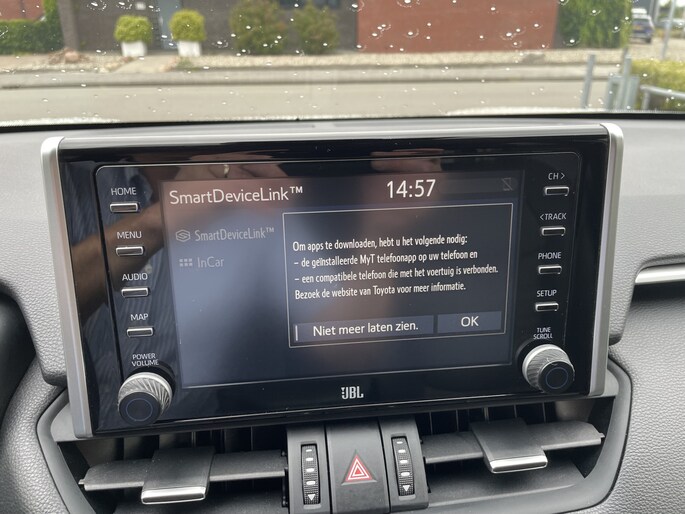 HOME
MENU
AUDIO
MAP
POWER
VOLUME
SmartDeviceLink™
14:57
SmartDeviceLink™
InCar
Om apps te downloaden, hebt u het volgende nodig:
– de geïnstalleerde MyT telefoonapp op uw telefoon en
– een compatibele telefoon die met het voertuig is verbonden.
Bezoek de website van Toyota voor meer informatie.
Niet meer laten zien.
OK
CH >
< TRACK
PHONE
SETUP
TUNE
SCROLL
JBL